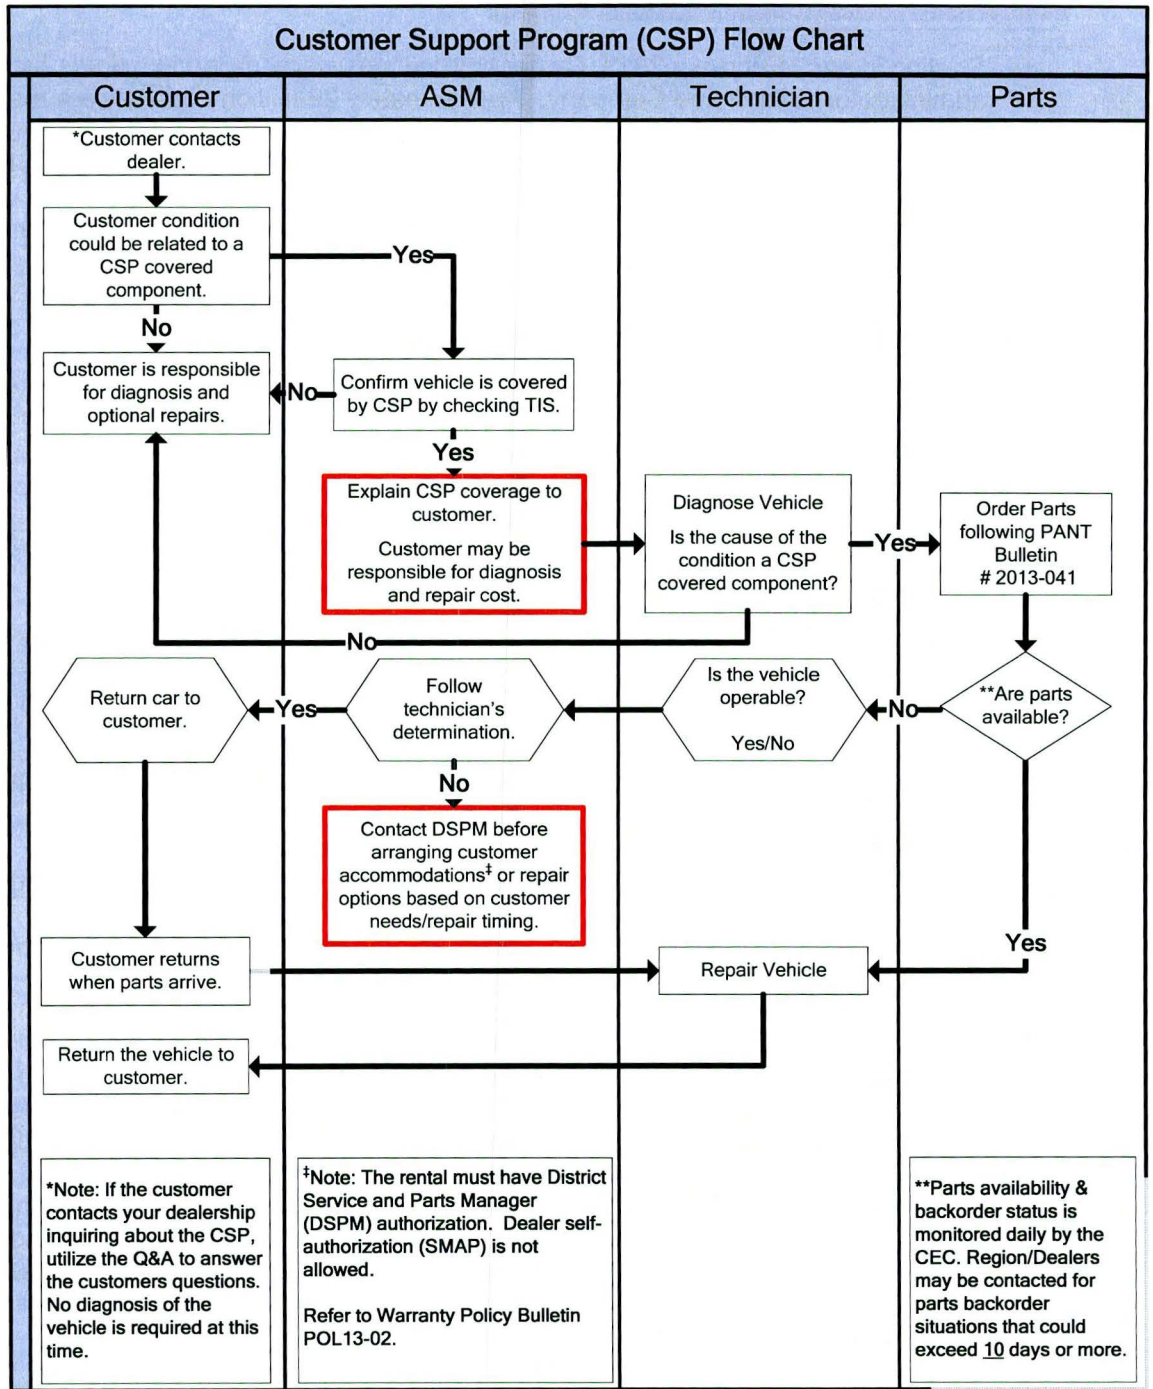 Customer Support Program (CSP) Flow Chart
Customer
ASM
Technician
Parts
*Customer contacts
dealer.
Customer condition
could be related to a
CSP covered
component.
Yes
No
Customer is responsible
for diagnosis and
optional repairs.
No
Confirm vehicle is covered
by CSP by checking TIS.
Yes
Explain CSP coverage to
customer.
Customer may be
responsible for diagnosis
and repair cost.
Diagnose Vehicle
Is the cause of the
condition a CSP
covered component?
Yes
Order Parts
following PANT
Bulletin
# 2013-041
No
Return car to
customer.
Yes
Follow
technician's
determination.
Is the vehicle
operable?
Yes/No
No
**Are parts
available?
No
Contact DSPM before
arranging customer
accommodations‡ or repair
options based on customer
needs/repair timing.
Yes
Customer returns
when parts arrive.
Repair Vehicle
Return the vehicle to
customer.
*Note: If the customer
contacts your dealership
inquiring about the CSP,
utilize the Q&A to answer
the customers questions.
No diagnosis of the
vehicle is required at this
time.
‡Note: The rental must have District
Service and Parts Manager
(DSPM) authorization. Dealer self-
authorization (SMAP) is not
allowed.
Refer to Warranty Policy Bulletin
POL13-02.
**Parts availability &
backorder status is
monitored daily by the
CEC. Region/Dealers
may be contacted for
parts backorder
situations that could
exceed 10 days or more.